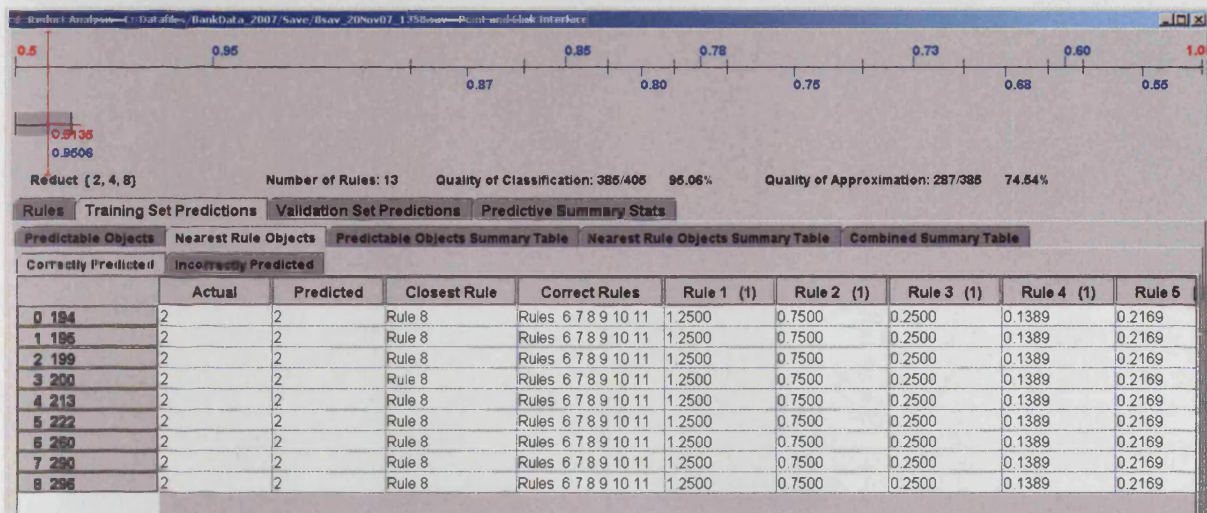 Reduct Analysis - C:/Datafiles/BankData_2007/Save/8sav_20Nov07_1358.sav - Point-and-Click Interface
0.5 0.95 0.85 0.78 0.73 0.60 1.0
0.87 0.80 0.75 0.68 0.55
0.9135
0.9506
Reduct {2, 4, 8} Number of Rules: 13 Quality of Classification: 385/405 95.06% Quality of Approximation: 287/385 74.54%
Rules Training Set Predictions Validation Set Predictions Predictive Summary Stats
Predictable Objects Nearest Rule Objects Predictable Objects Summary Table Nearest Rule Objects Summary Table Combined Summary Table
Correctly Predicted Incorrectly Predicted
Actual Predicted Closest Rule Correct Rules Rule 1 (1) Rule 2 (1) Rule 3 (1) Rule 4 (1) Rule 5 (
0 194 2 2 Rule 8 Rules 6 7 8 9 10 11 1.2500 0.7500 0.2500 0.1389 0.2169
1 195 2 2 Rule 8 Rules 6 7 8 9 10 11 1.2500 0.7500 0.2500 0.1389 0.2169
2 199 2 2 Rule 8 Rules 6 7 8 9 10 11 1.2500 0.7500 0.2500 0.1389 0.2169
3 200 2 2 Rule 8 Rules 6 7 8 9 10 11 1.2500 0.7500 0.2500 0.1389 0.2169
4 213 2 2 Rule 8 Rules 6 7 8 9 10 11 1.2500 0.7500 0.2500 0.1389 0.2169
5 222 2 2 Rule 8 Rules 6 7 8 9 10 11 1.2500 0.7500 0.2500 0.1389 0.2169
6 260 2 2 Rule 8 Rules 6 7 8 9 10 11 1.2500 0.7500 0.2500 0.1389 0.2169
7 290 2 2 Rule 8 Rules 6 7 8 9 10 11 1.2500 0.7500 0.2500 0.1389 0.2169
8 296 2 2 Rule 8 Rules 6 7 8 9 10 11 1.2500 0.7500 0.2500 0.1389 0.2169